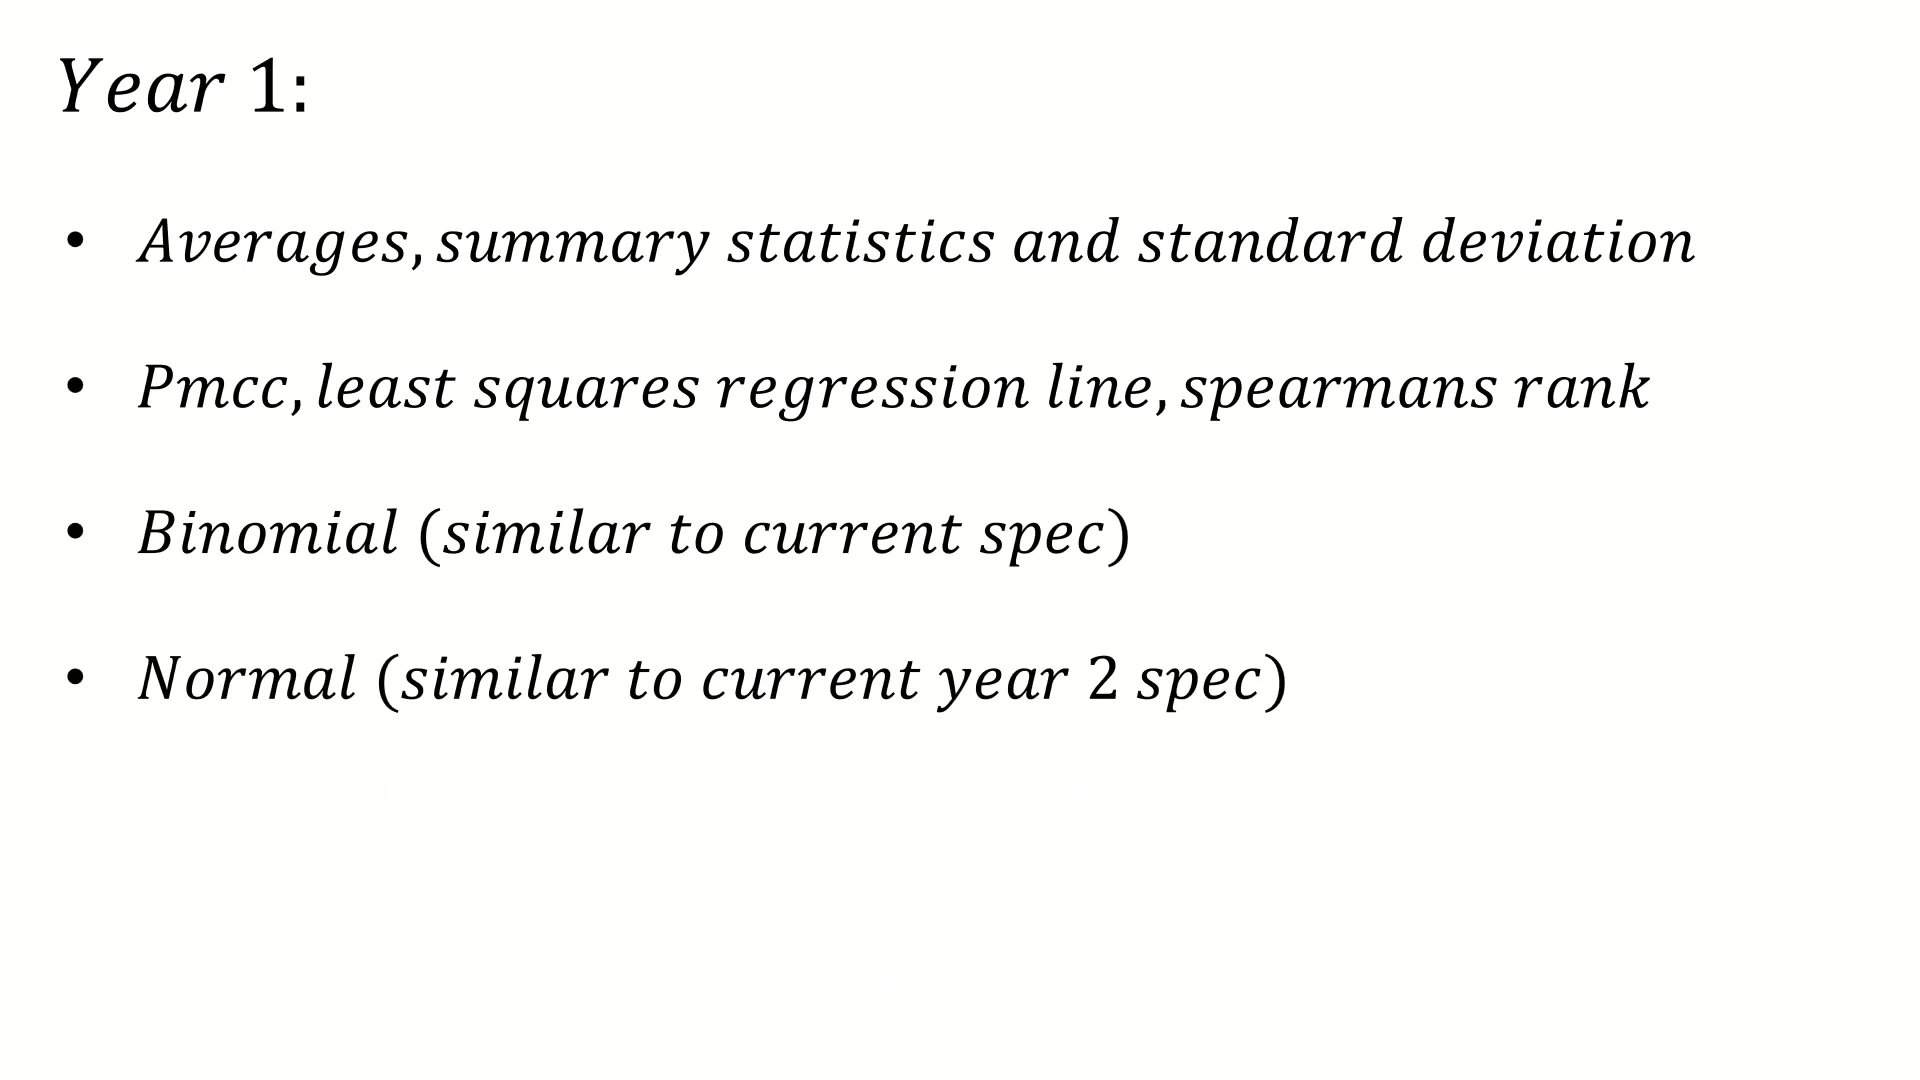 Year 1:
• Averages, summary statistics and standard deviation
• Pmcc, least squares regression line, spearmans rank
• Binomial (similar to current spec)
• Normal (similar to current year 2 spec)